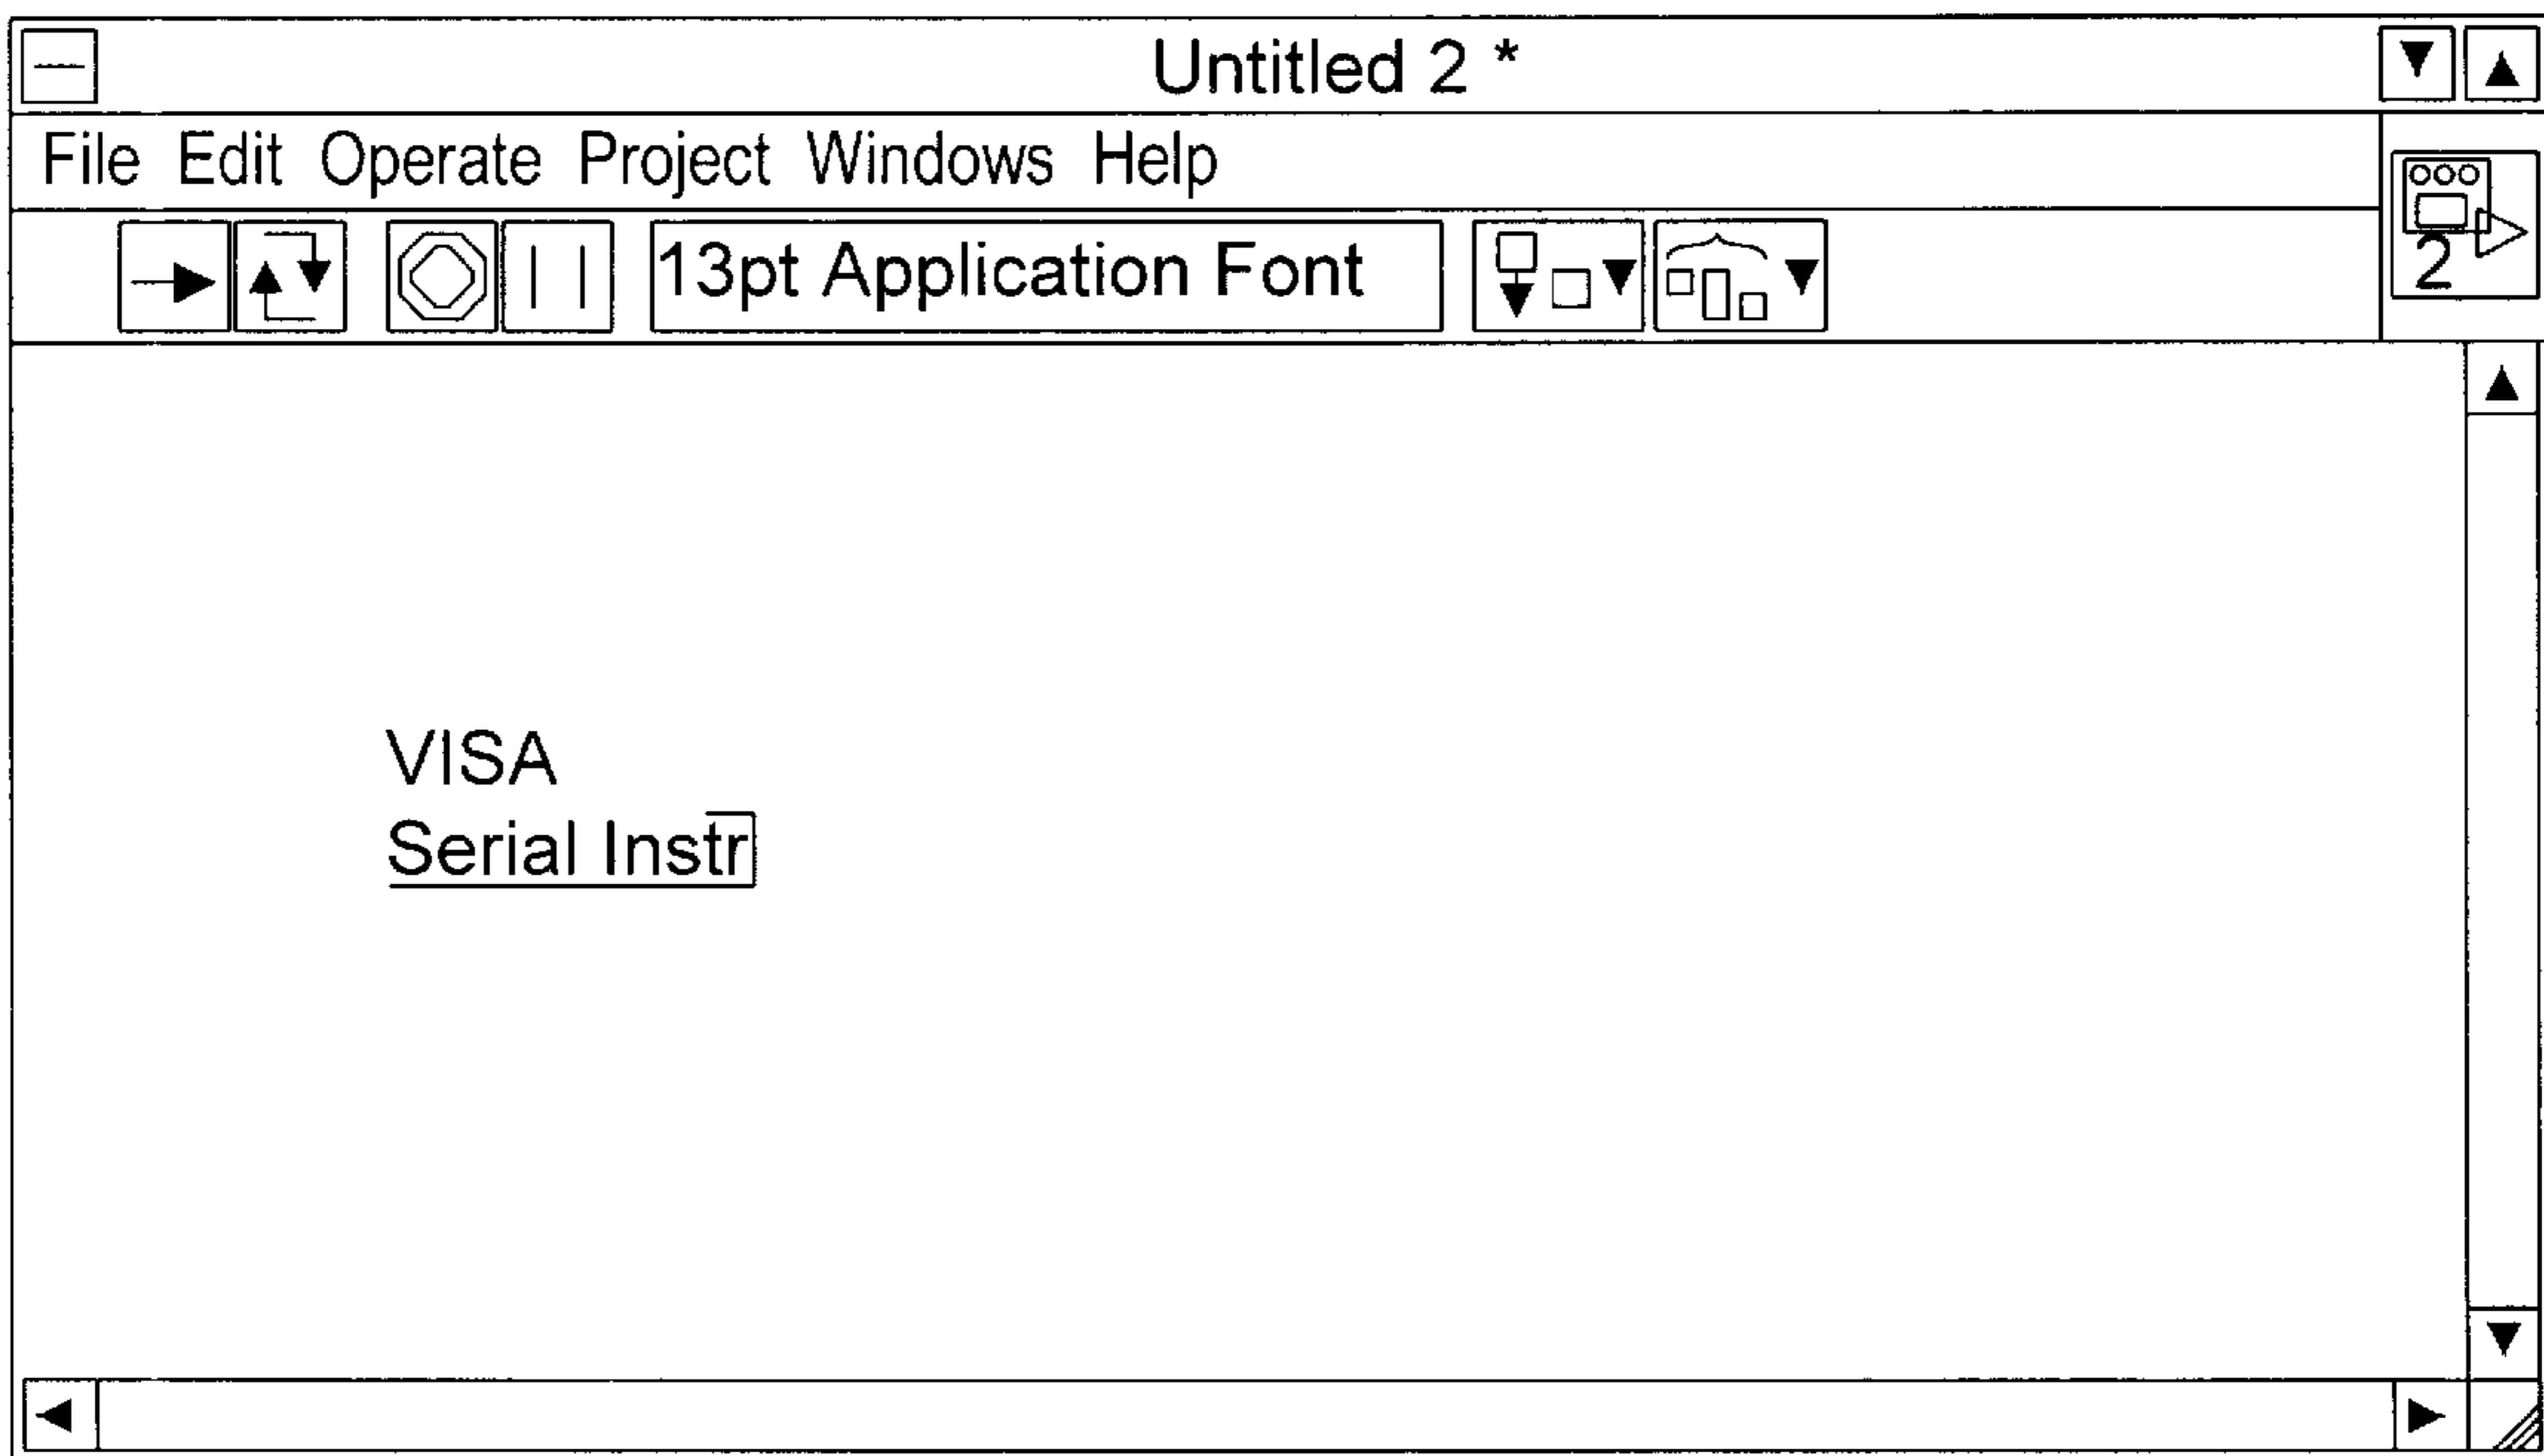 Untitled 2 *
File Edit Operate Project Windows Help
13pt Application Font
2
VISA
Serial Instr